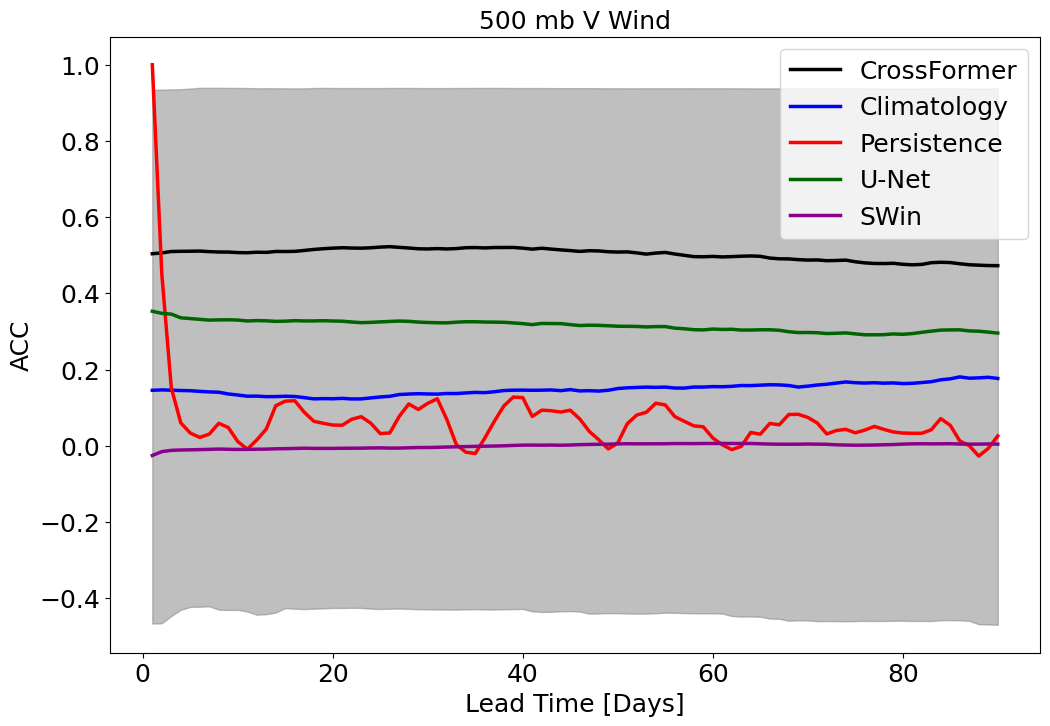 500 mb V Wind
1.0
0.8
0.6
0.4
0.2
0.0
−0.2
−0.4
ACC
0
20
40
60
80
Lead Time [Days]
CrossFormer
Climatology
Persistence
U-Net
SWin